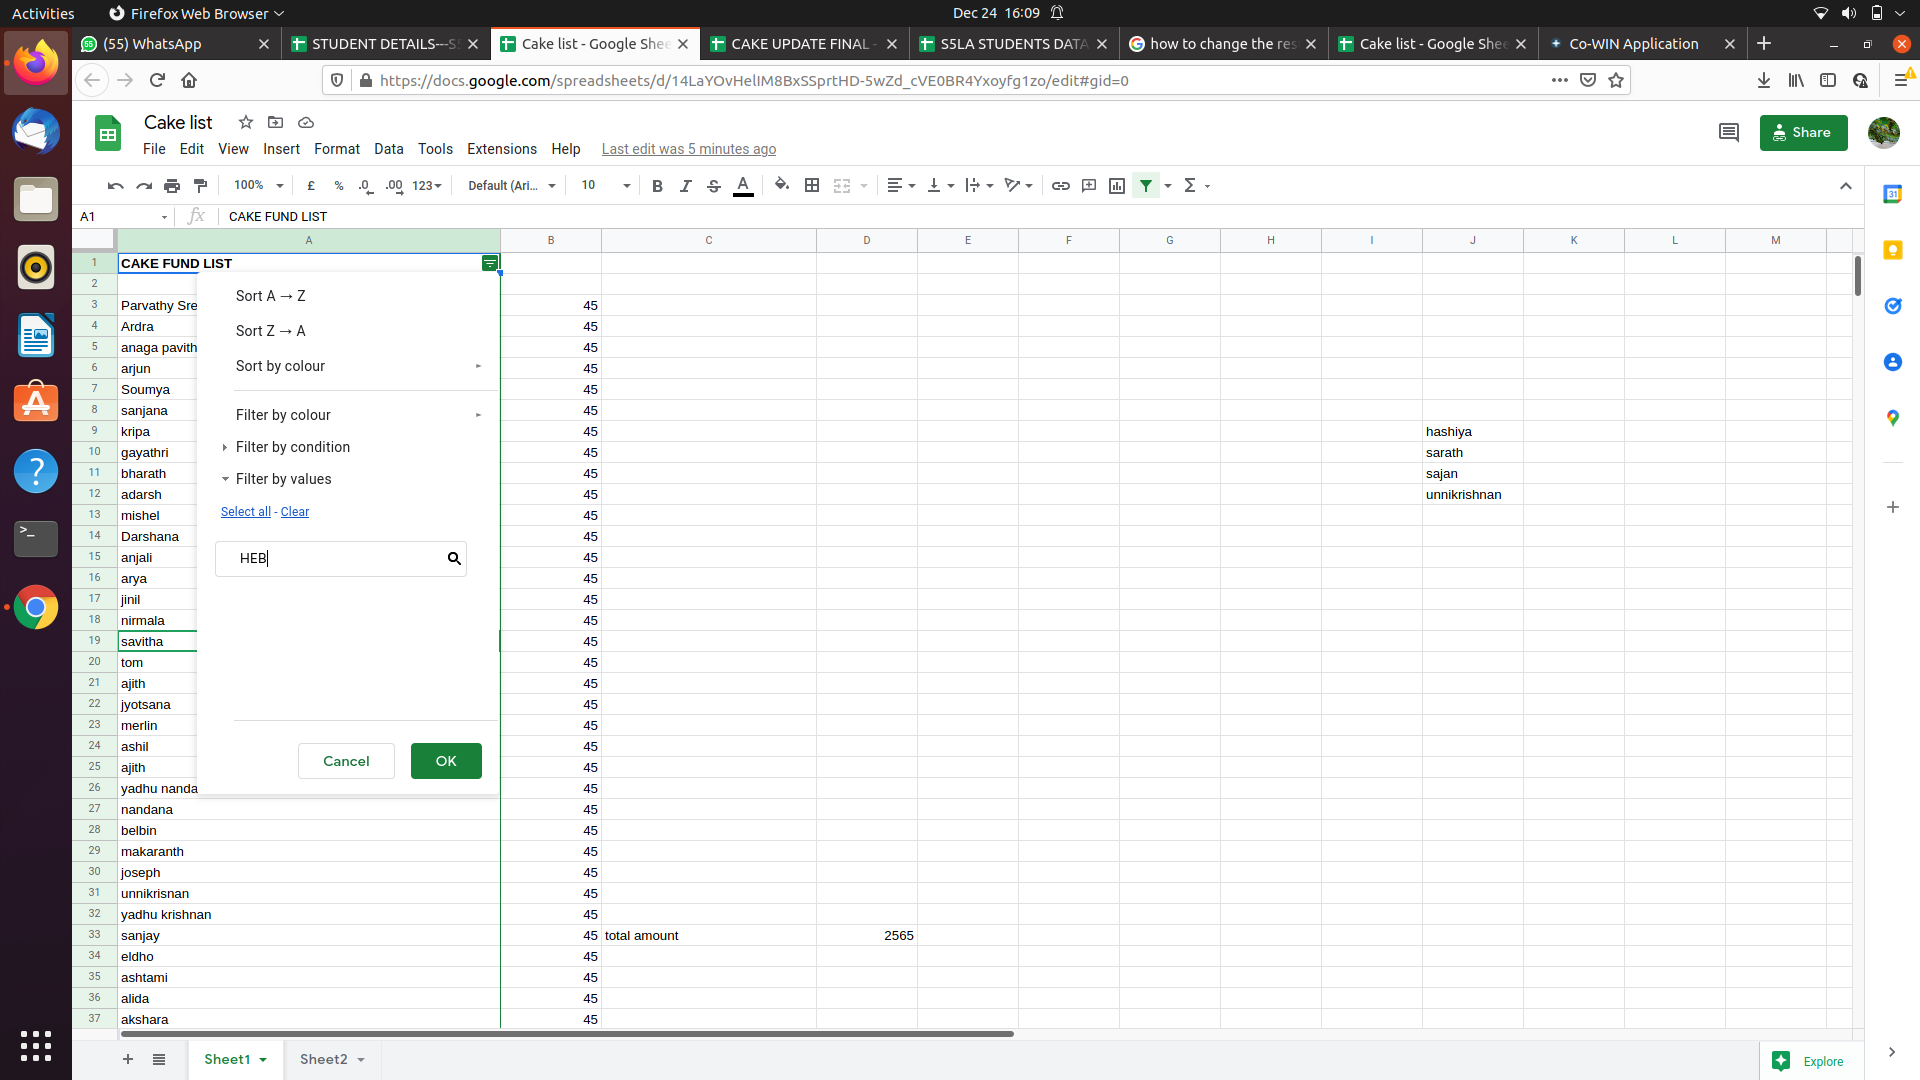 Activities
Firefox Web Browser
Dec 24 16:09
(55) WhatsApp
STUDENT DETAILS---S
Cake list - Google Shee
CAKE UPDATE FINAL -
S5LA STUDENTS DATA
how to change the res
Cake list - Google Shee
Co-WIN Application
https://docs.google.com/spreadsheets/d/14LaYOvHelIM8BxSSprtHD-5wZd_cVE0BR4Yxoyfg1zo/edit#gid=0
Cake list
Share
File Edit View Insert Format Data Tools Extensions Help Last edit was 5 minutes ago
100% £ % .0 .00 123 Default (Ari... 10 B I S A Σ
A1 fx CAKE FUND LIST
A B C D E F G H I J K L M
1 CAKE FUND LIST
2
3 Parvathy Sre 45
4 Ardra 45
5 anaga pavith 45
6 arjun 45
7 Soumya 45
8 sanjana 45
9 kripa 45 hashiya
10 gayathri 45 sarath
11 bharath 45 sajan
12 adarsh 45 unnikrishnan
13 mishel 45
14 Darshana 45
15 anjali 45
16 arya 45
17 jinil 45
18 nirmala 45
19 savitha 45
20 tom 45
21 ajith 45
22 jyotsana 45
23 merlin 45
24 ashil 45
25 ajith 45
26 yadhu nanda 45
27 nandana 45
28 belbin 45
29 makaranth 45
30 joseph 45
31 unnikrisnan 45
32 yadhu krishnan 45
33 sanjay 45 total amount 2565
34 eldho 45
35 ashtami 45
36 alida 45
37 akshara 45
Sort A → Z
Sort Z → A
Sort by colour
Filter by colour
Filter by condition
Filter by values
Select all - Clear
HEB
Cancel
OK
Sheet1
Sheet2
Explore
31